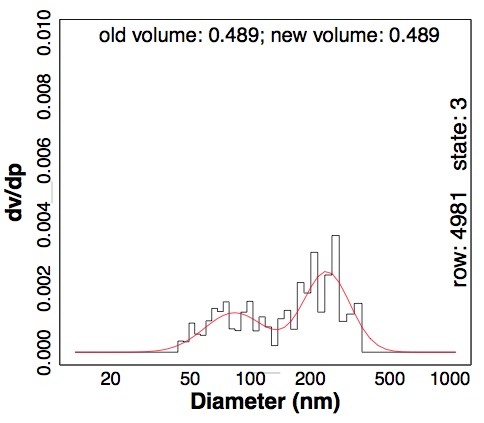 old volume: 0.489; new volume: 0.489
dv/dp
0.010
0.008
0.006
0.004
0.002
0.000
row: 4981 state: 3
20 50 100 200 500 1000
Diameter (nm)